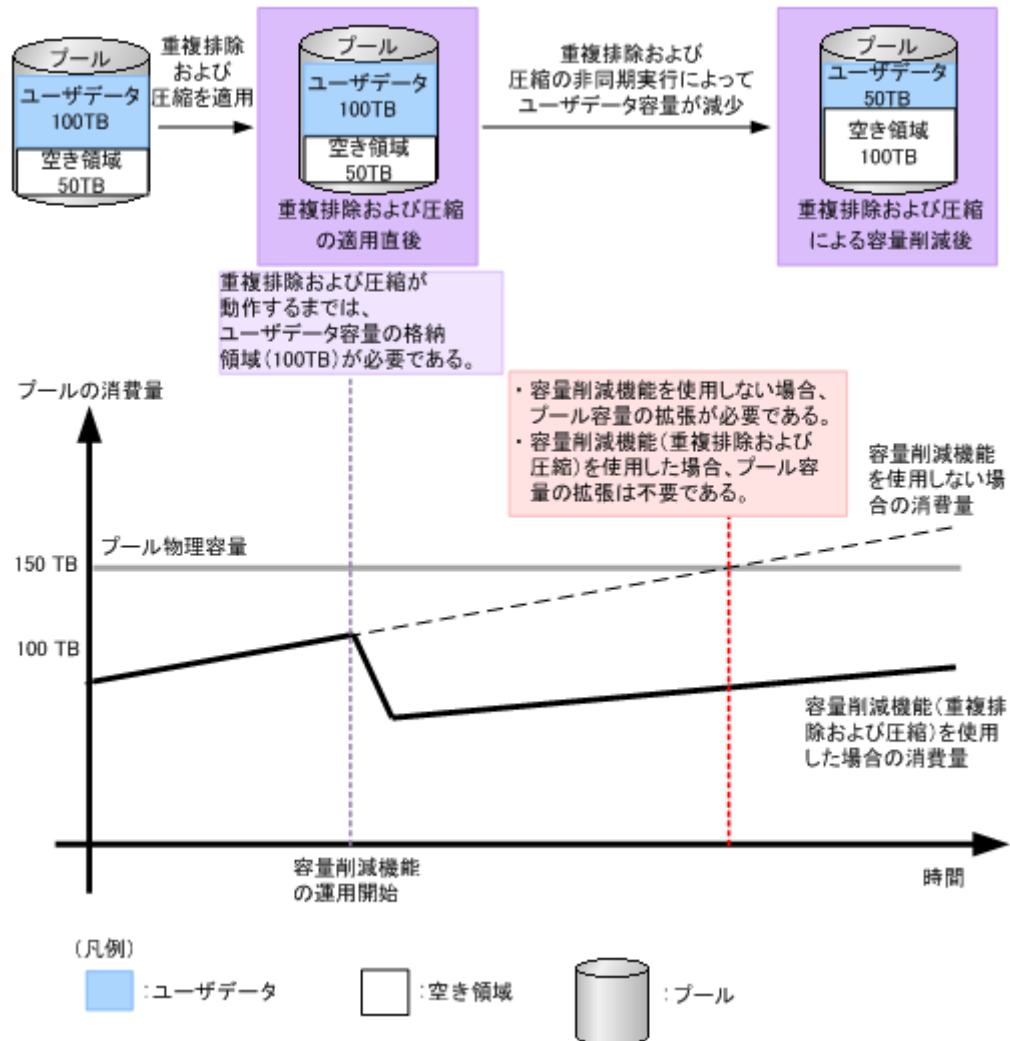 プール
ユーザデータ
100TB
空き領域
50TB
重複排除
および
圧縮を適用
プール
ユーザデータ
100TB
空き領域
50TB
重複排除および圧縮
の適用直後
重複排除および
圧縮の非同期実行によって
ユーザデータ容量が減少
プール
ユーザデータ
50TB
空き領域
100TB
重複排除および圧縮
による容量削減後
重複排除および圧縮が
動作するまでは、
ユーザデータ容量の格納
領域(100TB)が必要である。
プールの消費量
・容量削減機能を使用しない場合、
プール容量の拡張が必要である。
・容量削減機能(重複排除および
圧縮)を使用した場合、プール容
量の拡張は不要である。
容量削減機能
を使用しない場
合の消費量
プール物理容量
150 TB
100 TB
容量削減機能(重複排
除および圧縮)を使用
した場合の消費量
容量削減機能
の運用開始
時間
(凡例)
:ユーザデータ
:空き領域
:プール